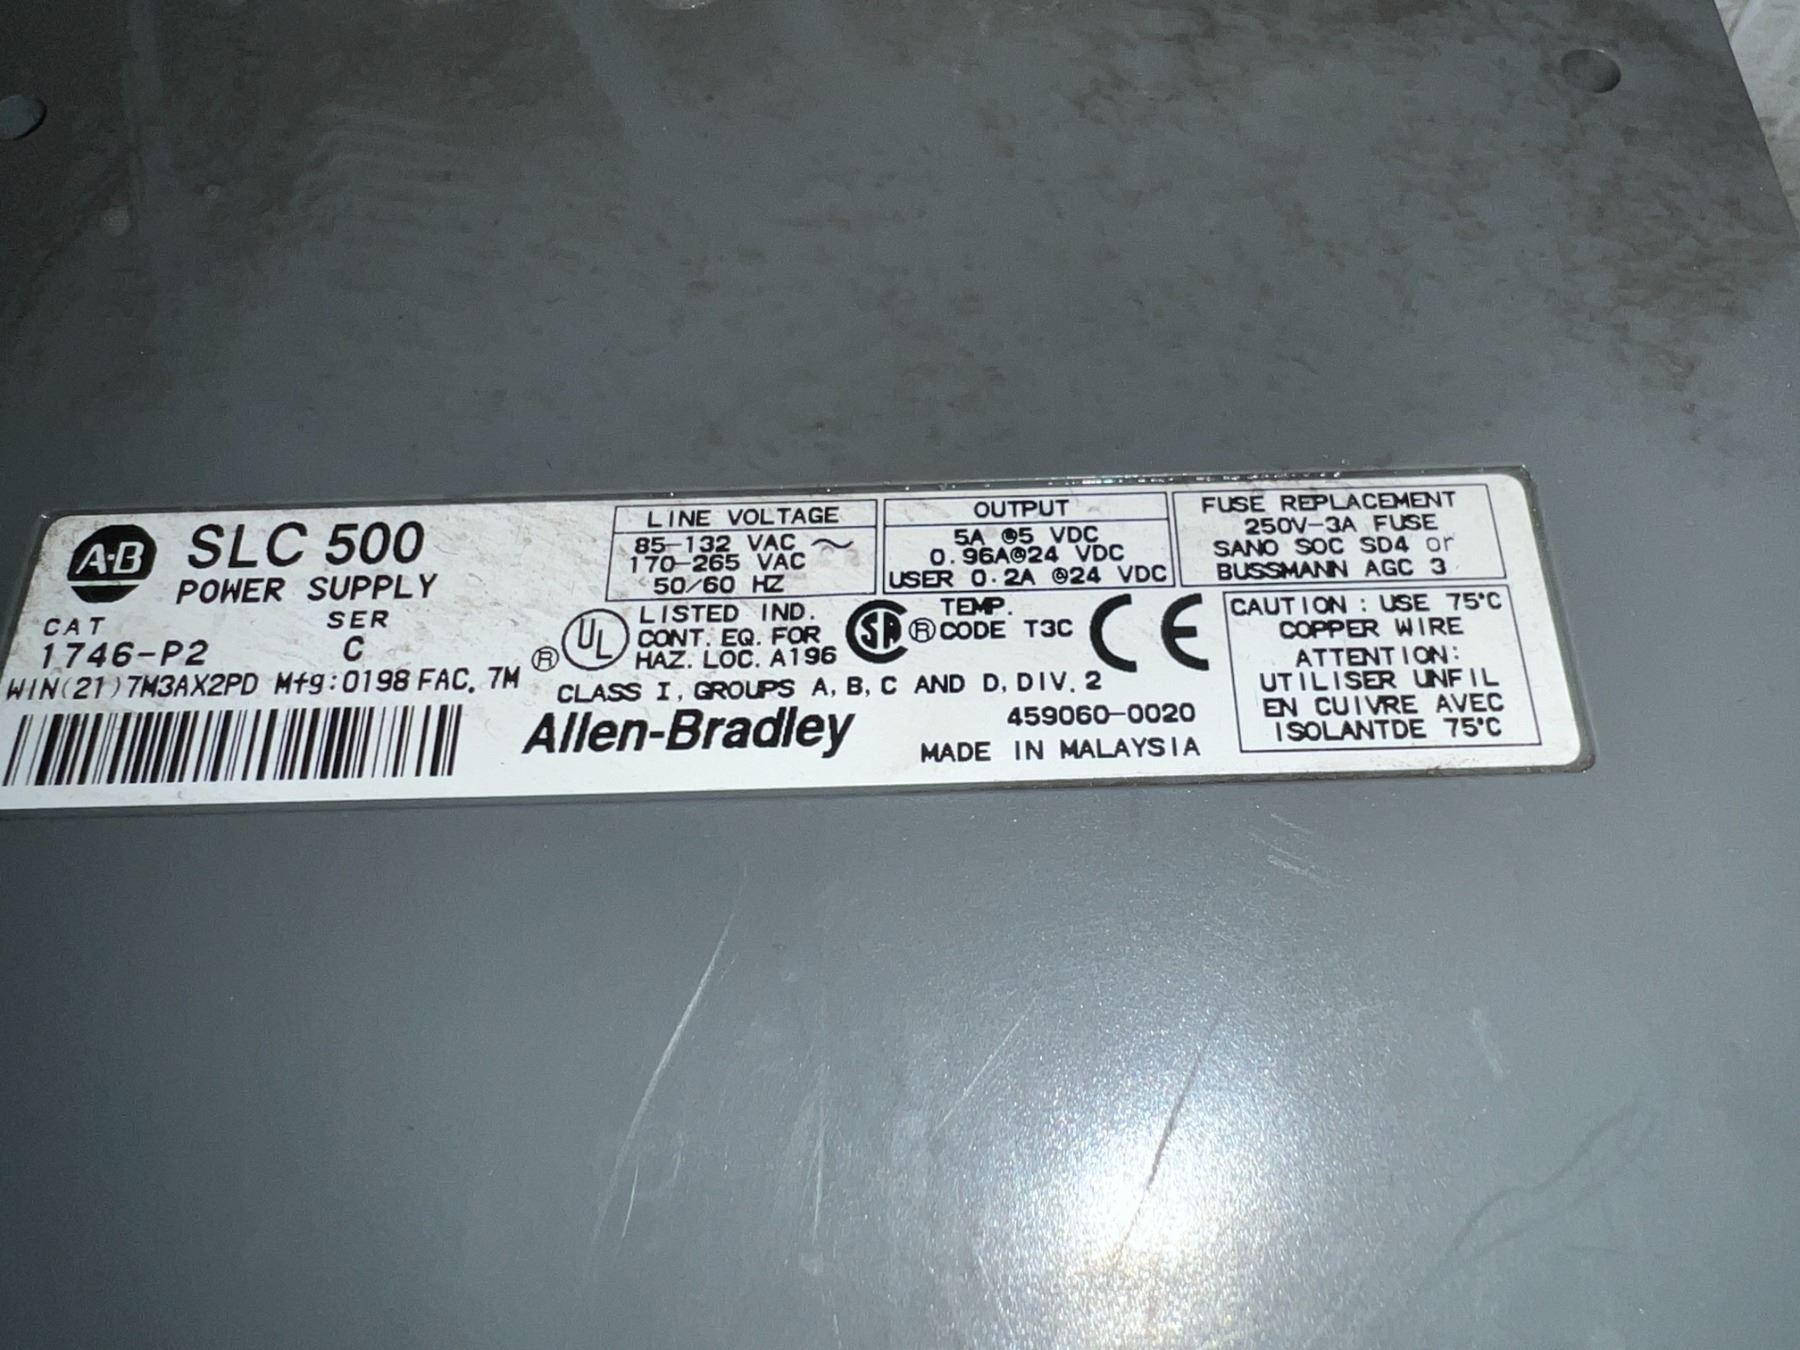 A-B SLC 500
POWER SUPPLY
CAT SER
1746-P2 C
WIN(21)7M3AX2PD Mfg:0198 FAC. 7M
LINE VOLTAGE
85-132 VAC ~
170-265 VAC
50/60 HZ
OUTPUT
5A @5 VDC
0.96A@24 VDC
USER 0.2A @24 VDC
FUSE REPLACEMENT
250V-3A FUSE
SANO SOC SD4 or
BUSSMANN AGC 3
® UL LISTED IND.
CONT. EQ. FOR
HAZ. LOC. A196
SA ® TEMP.
CODE T3C
CE
CLASS I, GROUPS A, B, C AND D, DIV. 2
Allen-Bradley
459060-0020
MADE IN MALAYSIA
CAUTION : USE 75°C
COPPER WIRE
ATTENTION:
UTILISER UNFIL
EN CUIVRE AVEC
ISOLANTDE 75°C